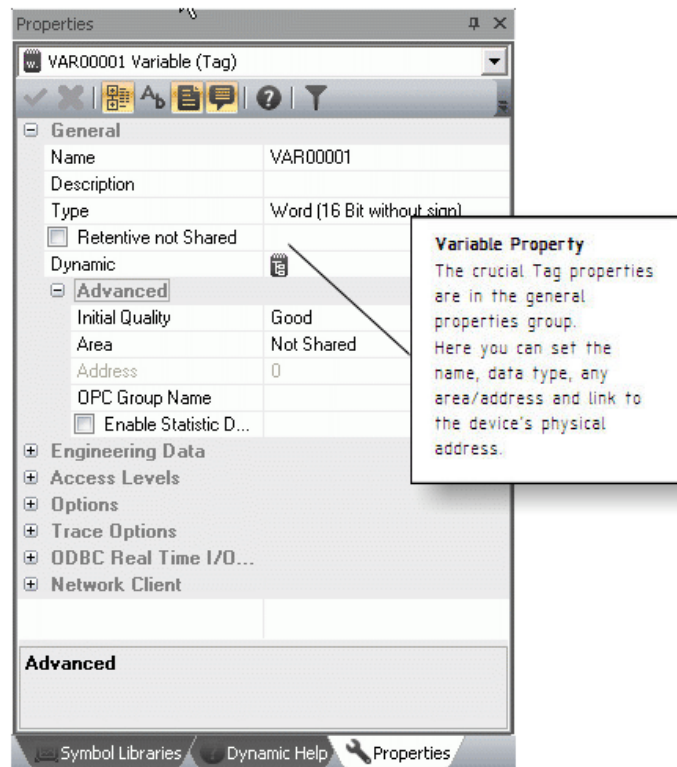 Properties
VAR00001 Variable (Tag)
General
Name VAR00001
Description
Type Word (16 Bit without sign)
Retentive not Shared
Dynamic
Advanced
Initial Quality Good
Area Not Shared
Address 0
OPC Group Name
Enable Statistic D...
Engineering Data
Access Levels
Options
Trace Options
ODBC Real Time I/O...
Network Client
Variable Property
The crucial Tag properties
are in the general
properties group.
Here you can set the
name, data type, any
area/address and link to
the device's physical
address.
Advanced
Symbol Libraries Dynamic Help Properties